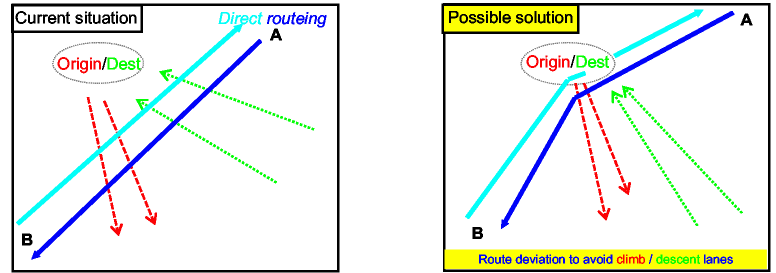 Current situation
Direct routeing
A
Origin/Dest
B
Possible solution
A
Origin/Dest
B
Route deviation to avoid climb / descent lanes